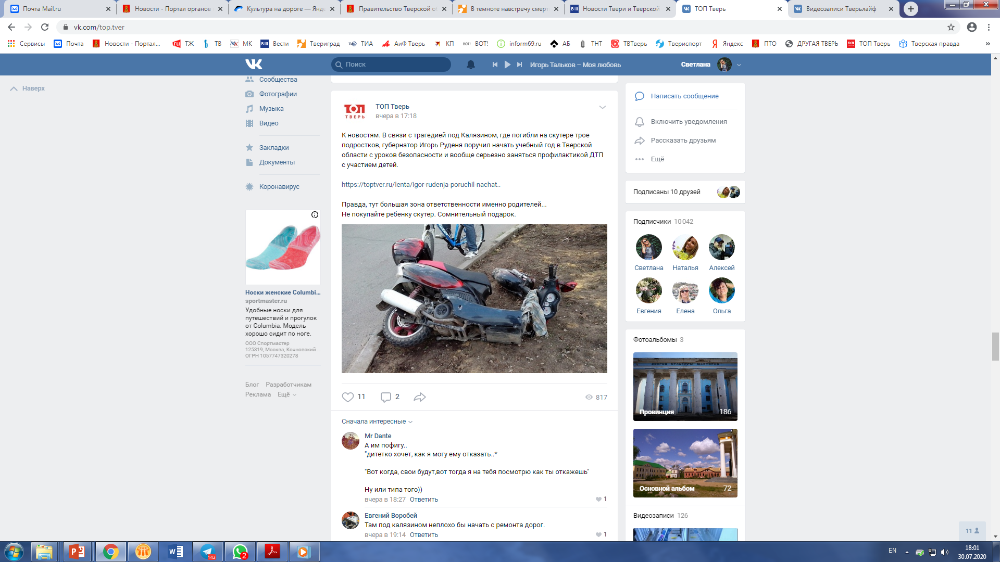 Почта Mail.ru
Новости - Портал органов
Культура на дороге — Янде
Правительство Тверской об
В темноте навстречу смерт
Новости Твери и Тверской
ТОП Тверь
Видеозаписи Тверьлайф
vk.com/top.tver
Сервисы
Почта
Новости - Портал...
ТЖ
ТВ
МК
Вести
Твериград
ТИА
АиФ Тверь
КП
ВОТ!
inform69.ru
АБ
ТНТ
ТВТверь
Твериспорт
Яндекс
ПТО
ДРУГАЯ ТВЕРЬ
ТОП Тверь
Тверская правда
»
Поиск
Игорь Тальков – Моя любовь
Светлана
Наверх
Сообщества
Фотографии
Музыка
Видео
Закладки
Документы
Коронавирус
Носки женские Columbi...
sportmaster.ru
Удобные носки для
путешествий и прогулок
от Columbia. Модель
хорошо сидит по ноге.
ООО Спортмастер
125319, Москва, Кочновский ...
ОГРН 1057747320278
Блог Разработчикам
Реклама Ещё
ТОП
ТВЕРЬ
ТОП Тверь
вчера в 17:18
К новостям. В связи с трагедией под Калязином, где погибли на скутере трое
подростков, губернатор Игорь Руденя поручил начать учебный год в Тверской
области с уроков безопасности и вообще серьезно заняться профилактикой ДТП
с участием детей.
https://toptver.ru/lenta/igor-rudenja-poruchil-nachat..
Правда, тут большая зона ответственности именно родителей...
Не покупайте ребенку скутер. Сомнительный подарок.
11
2
817
Сначала интересные
Mr Dante
А им пофигу..
"дитетко хочет, как я могу ему отказать..*
"Вот когда, свои будут,вот тогда я на тебя посмотрю как ты откажешь"
Ну или типа того))
вчера в 18:27 Ответить
1
Евгений Воробей
Там под калязином неплохо бы начать с ремонта дорог.
вчера в 19:14 Ответить
1
Написать сообщение
Включить уведомления
Рассказать друзьям
Ещё
Подписаны 10 друзей
Подписчики 10 042
Светлана
Наталья
Алексей
Евгения
Елена
Ольга
Фотоальбомы 3
Провинция
186
Основной альбом
72
Видеозаписи 126
11
142
2
EN
18:01
30.07.2020